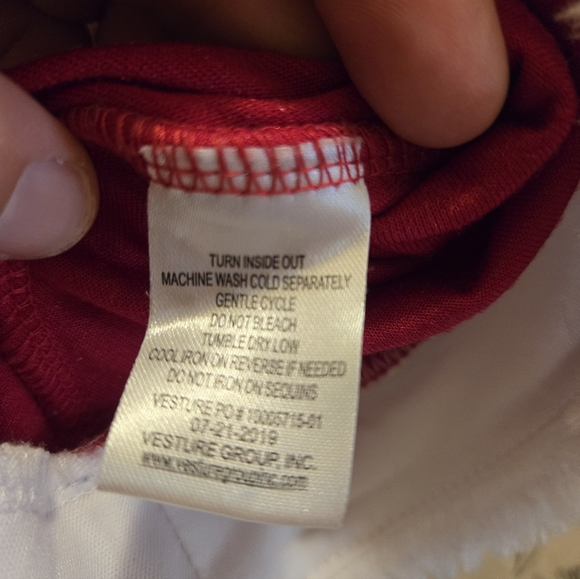 TURN INSIDE OUT
MACHINE WASH COLD SEPARATELY
GENTLE CYCLE
DO NOT BLEACH
TUMBLE DRY LOW
COOL IRON ON REVERSE IF NEEDED
DO NOT IRON ON SEQUINS
VESTURE PO # 10005715-01
07-21-2019
VESTURE GROUP, INC.
www.vesturegroupinc.com